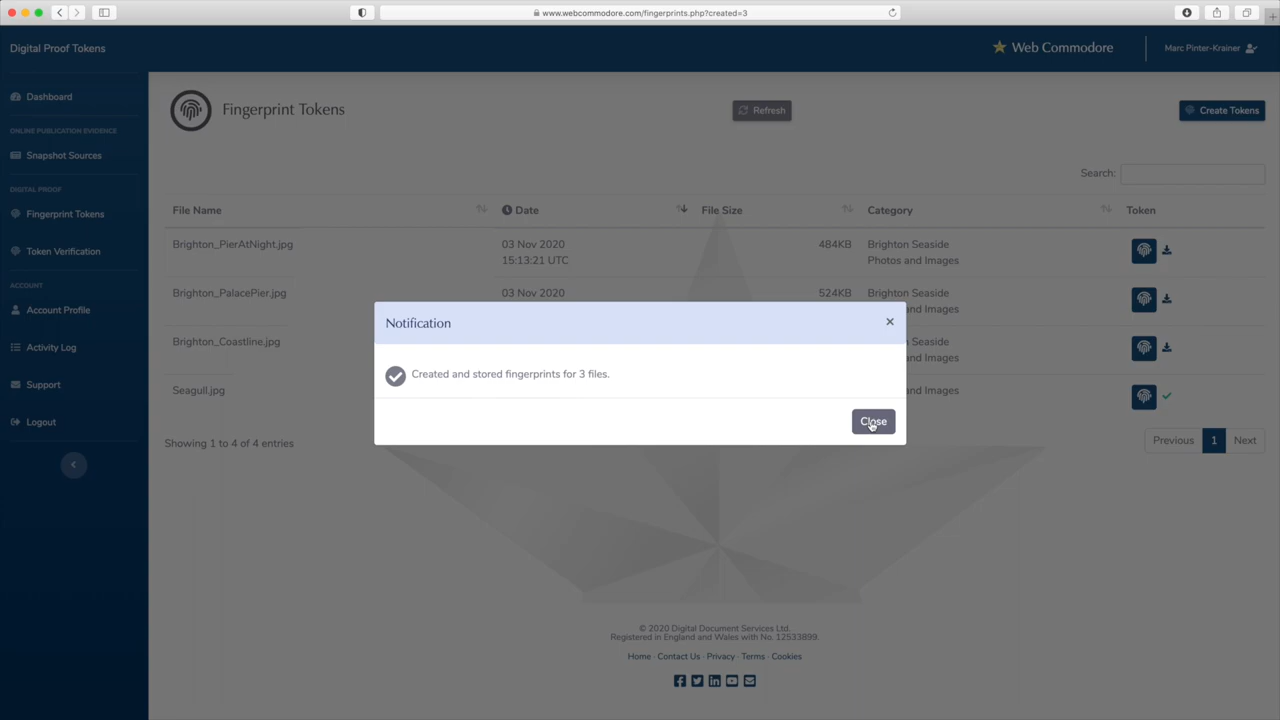 www.webcommodore.com/fingerprints.php?created=3
Digital Proof Tokens
Web Commodore
Marc Pinter-Krainer
Dashboard
ONLINE PUBLICATION EVIDENCE
Snapshot Sources
DIGITAL PROOF
Fingerprint Tokens
Token Verification
ACCOUNT
Account Profile
Activity Log
Support
Logout
Fingerprint Tokens
Refresh
Create Tokens
Search:
File Name Date File Size Category Token
Brighton_PierAtNight.jpg 03 Nov 2020 484KB Brighton Seaside
15:13:21 UTC Photos and Images
Brighton_PalacePier.jpg 03 Nov 2020 524KB Brighton Seaside
and Images
Brighton_Coastline.jpg Seaside
and Images
Seagull.jpg and Images
Notification
×
Created and stored fingerprints for 3 files.
Close
Showing 1 to 4 of 4 entries
Previous 1 Next
© 2020 Digital Document Services Ltd.
Registered in England and Wales with No. 12533899.
Home · Contact Us · Privacy · Terms · Cookies